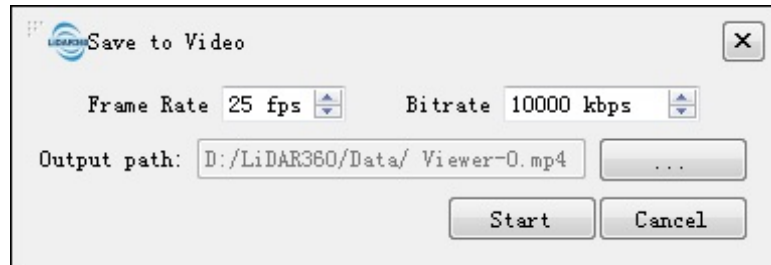 LiDAR360 Save to Video
Frame Rate 25 fps Bitrate 10000 kbps
Output path: D:/LiDAR360/Data/ Viewer-0.mp4 ...
Start Cancel